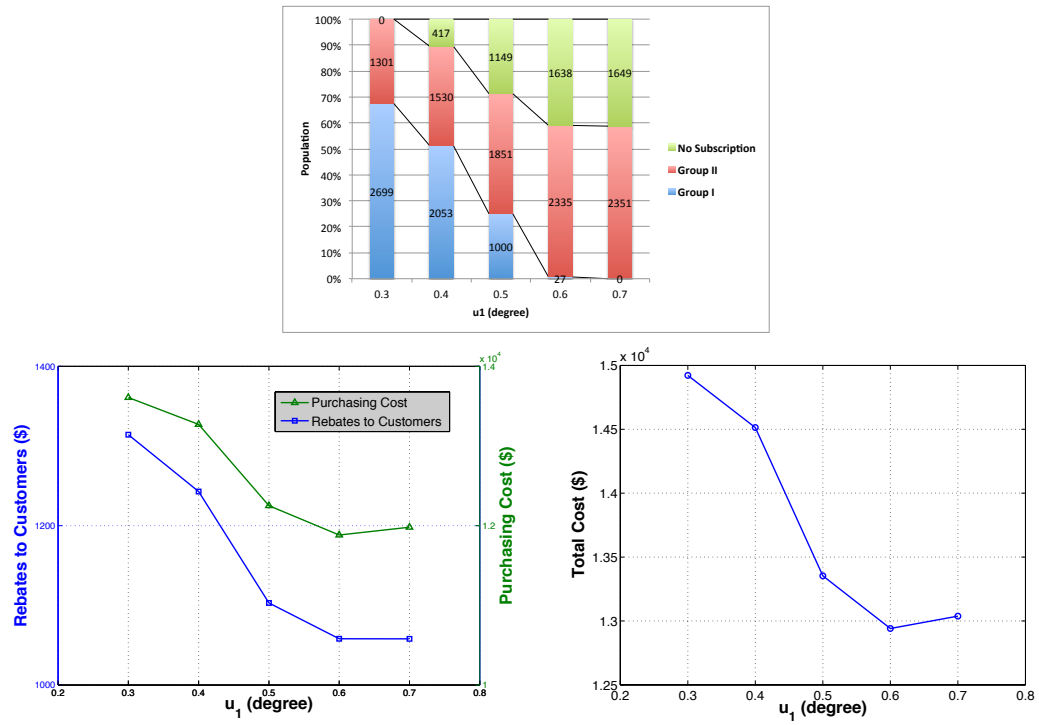 0
100%
90%
80%
70%
60%
50%
40%
30%
20%
10%
0%
Population
417
1149
1638
1649
1301
1530
1851
2335
2351
2699
2053
1000
27
0
0.3 0.4 0.5 0.6 0.7
u1 (degree)
No Subscription
Group II
Group I
1400
1200
1000
Rebates to Customers ($)
x 10^4
1.4
1.2
1
Purchasing Cost ($)
Purchasing Cost
Rebates to Customers
0.2 0.3 0.4 0.5 0.6 0.7 0.8
u_1 (degree)
x 10^4
1.5
1.45
1.4
1.35
1.3
1.25
Total Cost ($)
0.2 0.3 0.4 0.5 0.6 0.7 0.8
u_1 (degree)